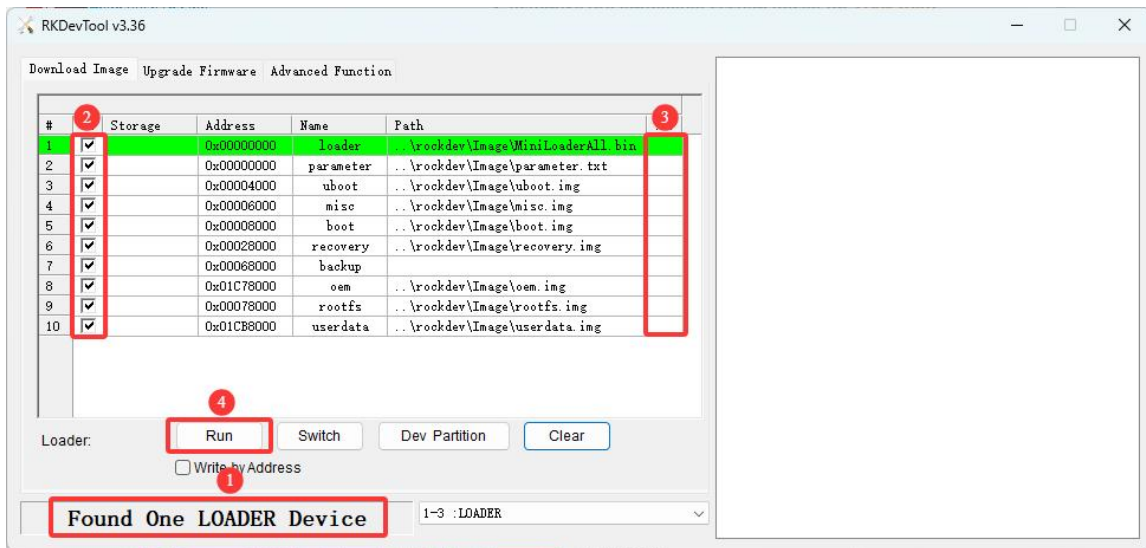 RKDevTool v3.36
Download Image Upgrade Firmware Advanced Function
2 3
# Storage Address Name Path
1 0x00000000 loader ..\rockdev\Image\MiniLoaderAll.bin
2 0x00000000 parameter ..\rockdev\Image\parameter.txt
3 0x00004000 uboot ..\rockdev\Image\uboot.img
4 0x00006000 misc ..\rockdev\Image\misc.img
5 0x00008000 boot ..\rockdev\Image\boot.img
6 0x00028000 recovery ..\rockdev\Image\recovery.img
7 0x00068000 backup
8 0x01C78000 oem ..\rockdev\Image\oem.img
9 0x00078000 rootfs ..\rockdev\Image\rootfs.img
10 0x01CB8000 userdata ..\rockdev\Image\userdata.img
4
Loader: Run Switch Dev Partition Clear
Write by Address
1
Found One LOADER Device 1-3 :LOADER